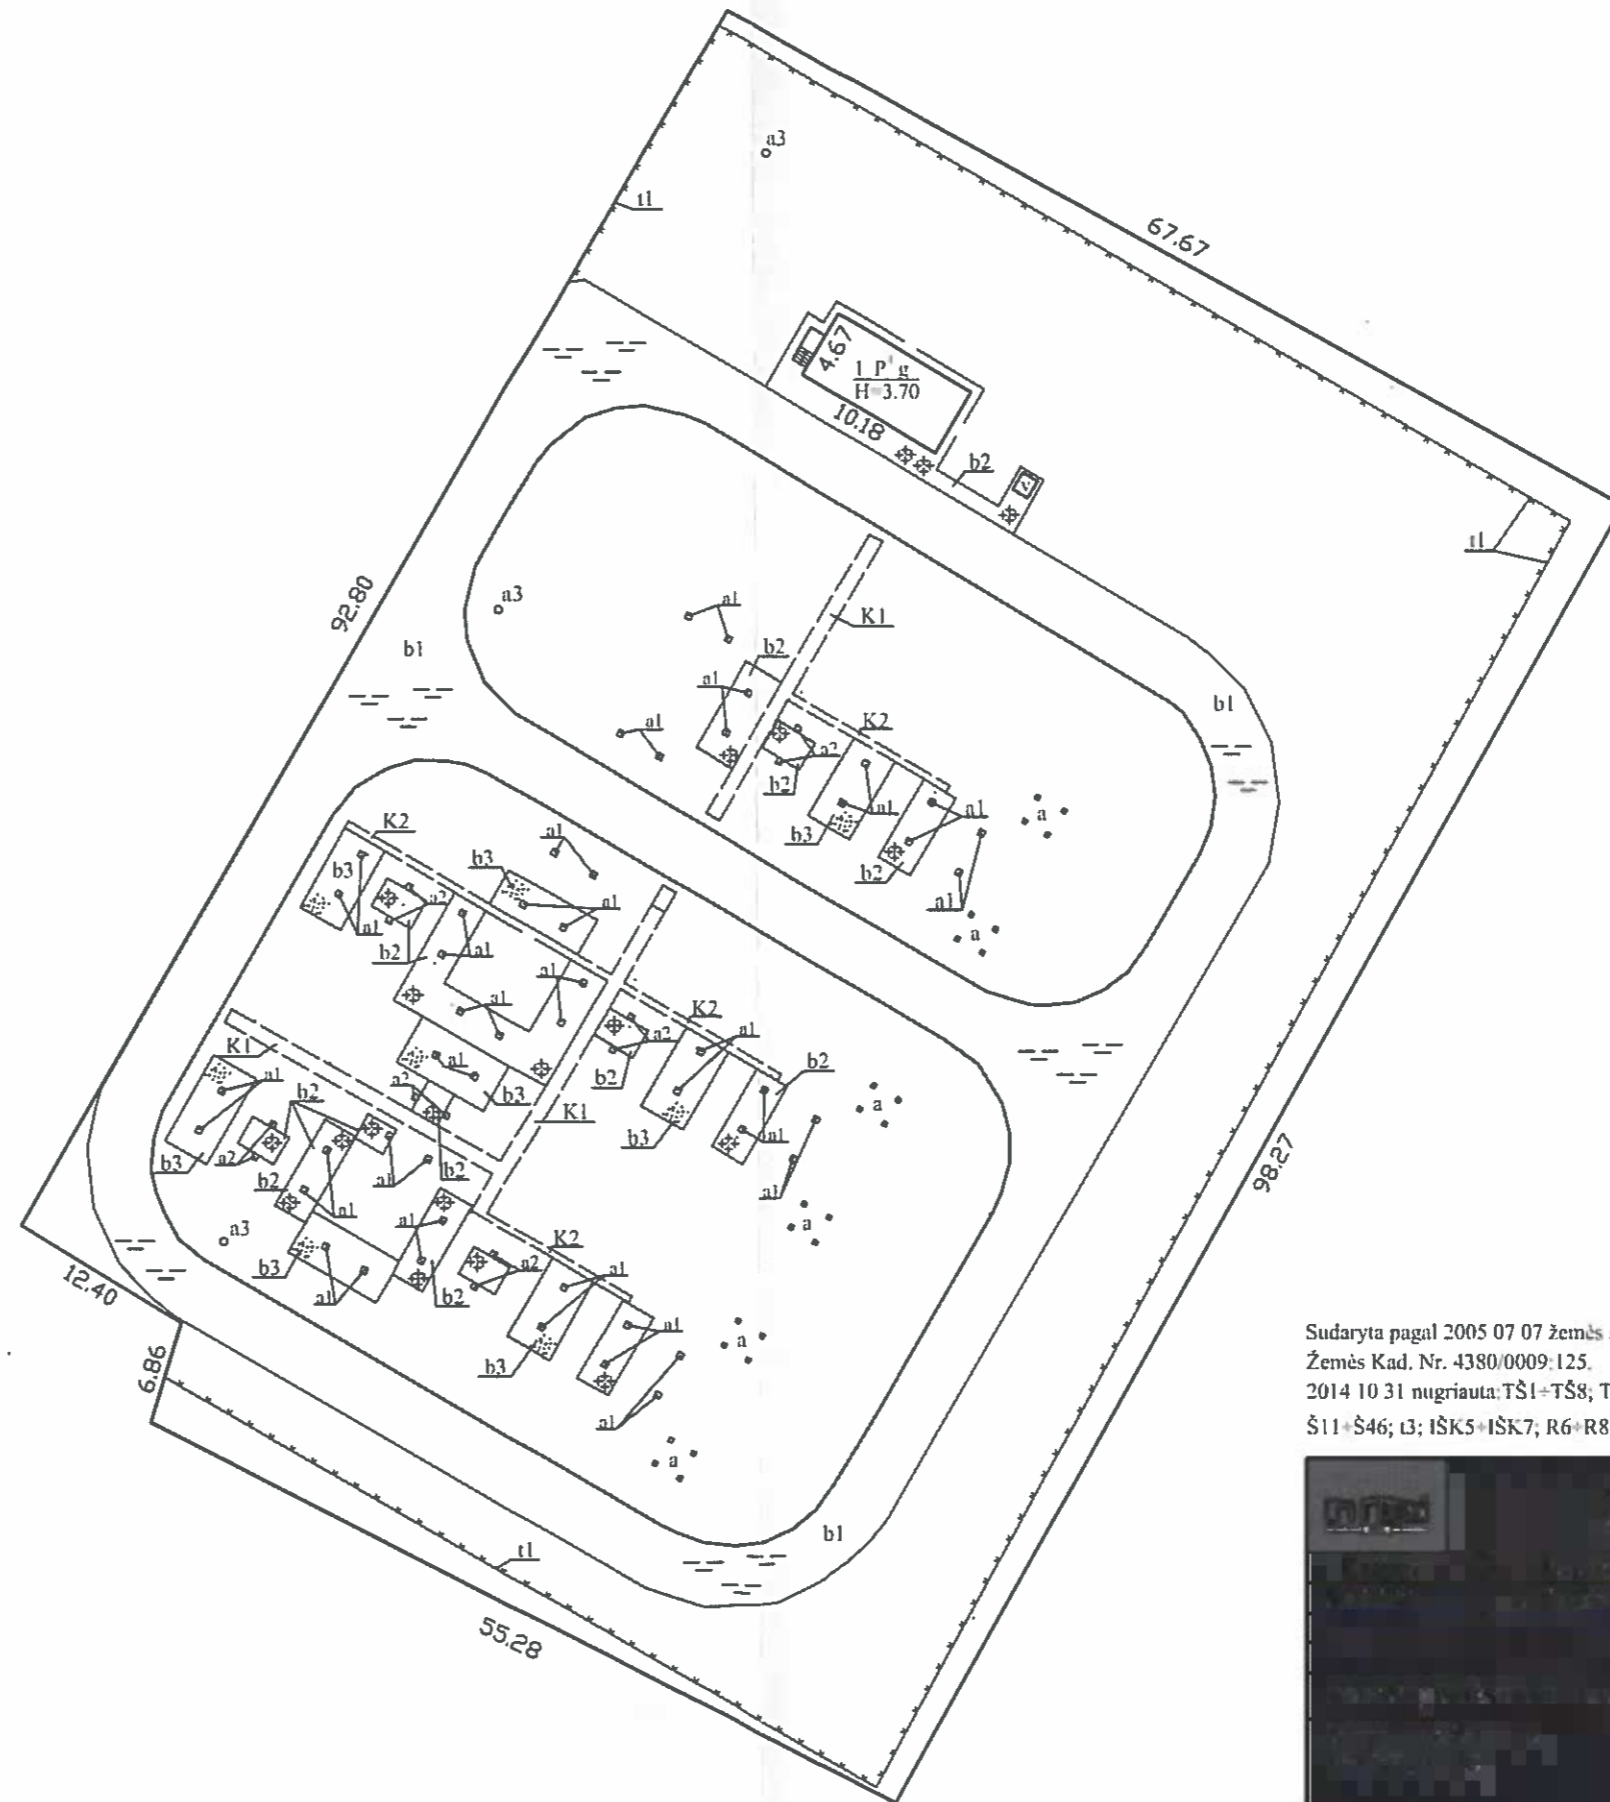 a3
t1
67.67
4.67
1 P g
H 3.70
10.18
b2
t1
92.80
a3
a1
K1
b1
b2
a1
b1
a1
K2
a2
b2
a1
a1
a
b3
b2
K2
a1
b3
b3
a1
a
a2
a1
a1
b2
a1
a1
a1
K2
a2
a1
K1
a1
b2
b2
a1
a2
b3
K1
a
b2
a1
b3
b3
a2
b2
b2
a1
98.27
a1
a1
a1
a
a3
K2
b3
a2
a1
12.40
a1
b2
a1
6.86
b3
a
a1
a
b1
t1
55.28
Sudaryta pagal 2005 07 07 žemės
Žemės Kad. Nr. 4380/0009:125.
2014 10 31 nugriauta: TŠ1÷TŠ8; T
Š11÷Š46; t3; IŠK5÷IŠK7; R6÷R8